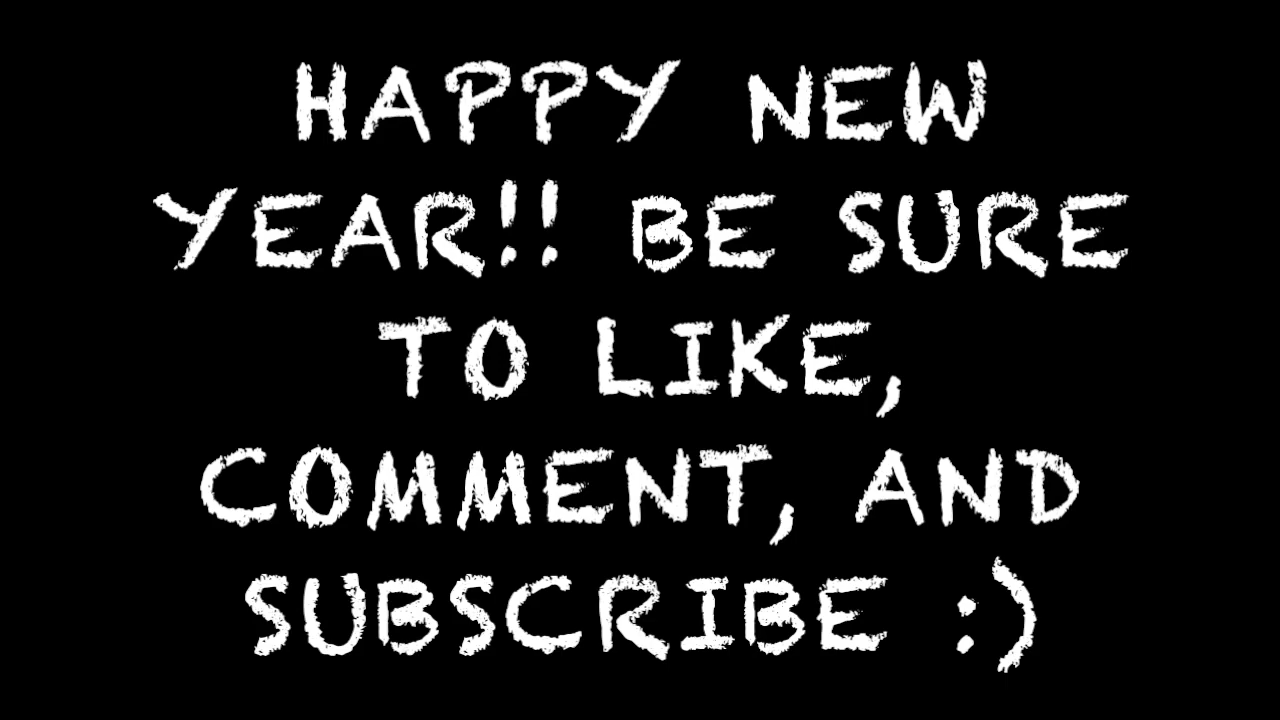 HAPPY NEW
YEAR!! BE SURE
TO LIKE,
COMMENT, AND
SUBSCRIBE :)